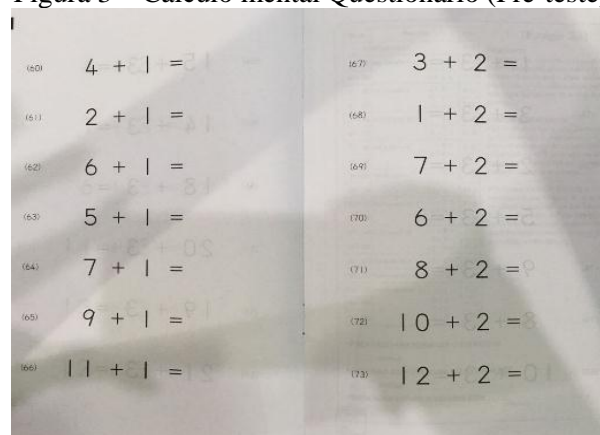 Figura 3 – Cálculo mental Questionário (Pré-teste)
(60) 4 + 1 =
(61) 2 + 1 =
(62) 6 + 1 =
(63) 5 + 1 =
(64) 7 + 1 =
(65) 9 + 1 =
(66) 11 + 1 =
(67) 3 + 2 =
(68) 1 + 2 =
(69) 7 + 2 =
(70) 6 + 2 =
(71) 8 + 2 =
(72) 10 + 2 =
(73) 12 + 2 =